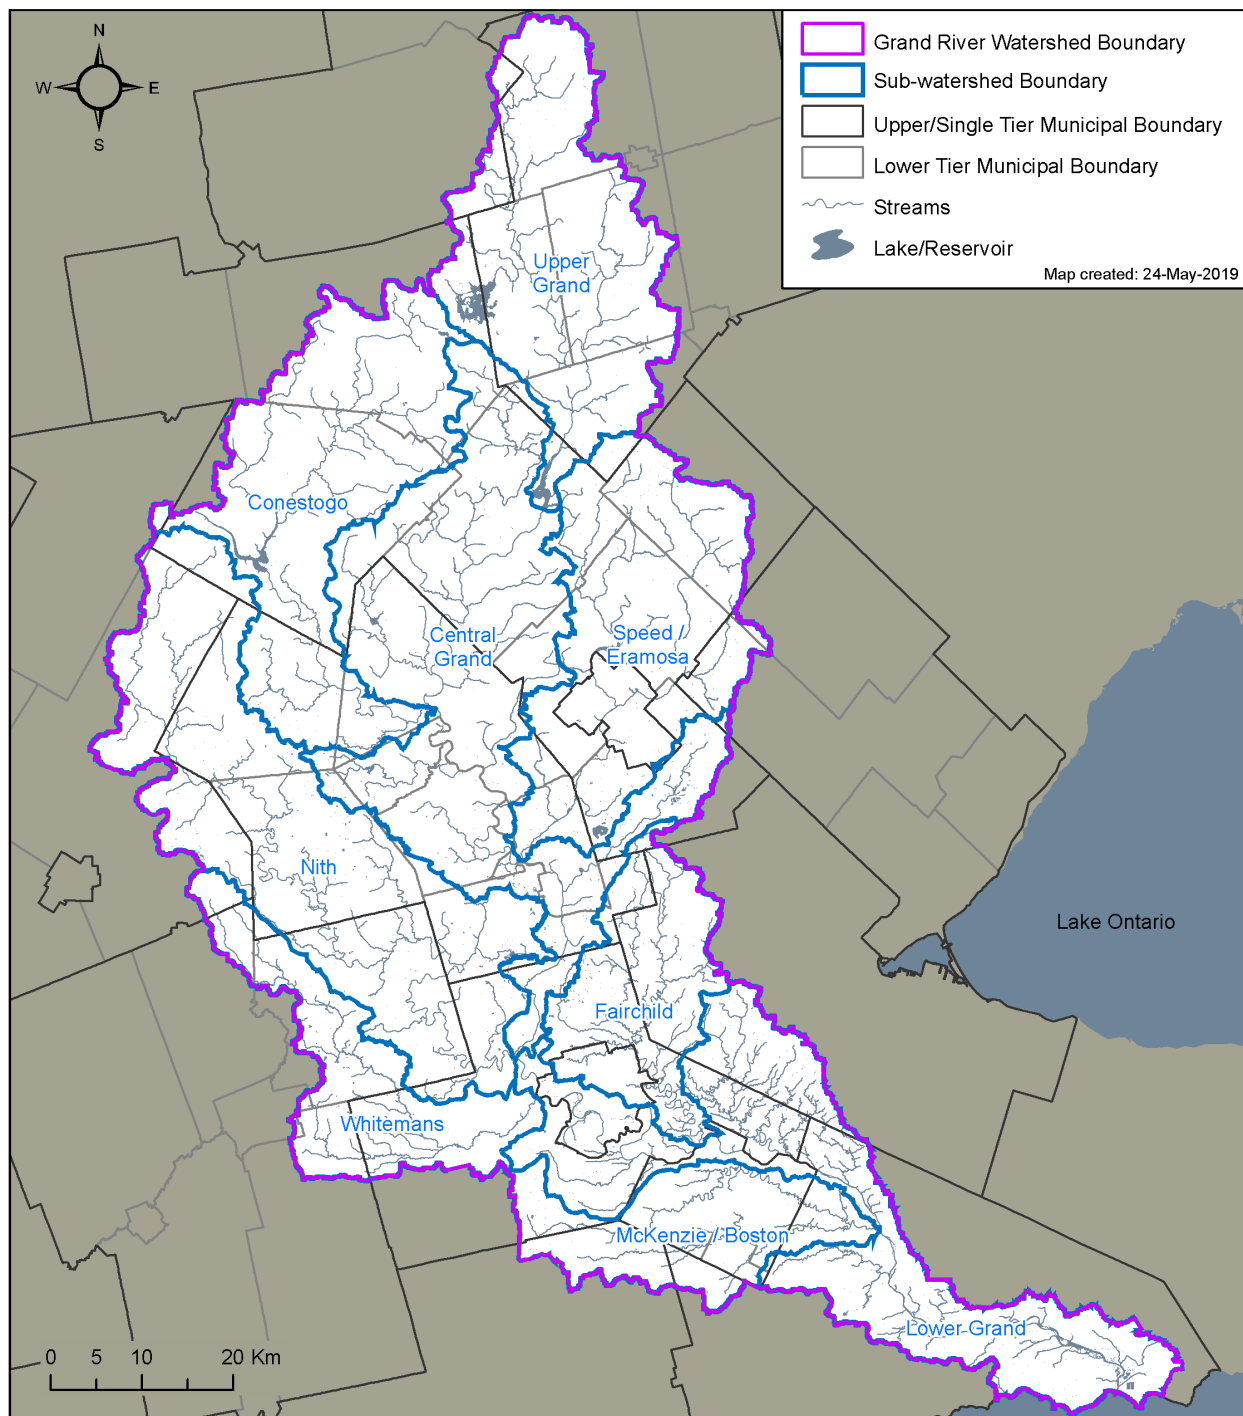 N
W E
S
Grand River Watershed Boundary
Sub-watershed Boundary
Upper/Single Tier Municipal Boundary
Lower Tier Municipal Boundary
Streams
Lake/Reservoir
Map created: 24-May-2019
Upper
Grand
Conestogo
Central
Grand
Speed /
Eramosa
Nith
Lake Ontario
Fairchild
Whitemans
McKenzie / Boston
Lower Grand
0 5 10 20 Km